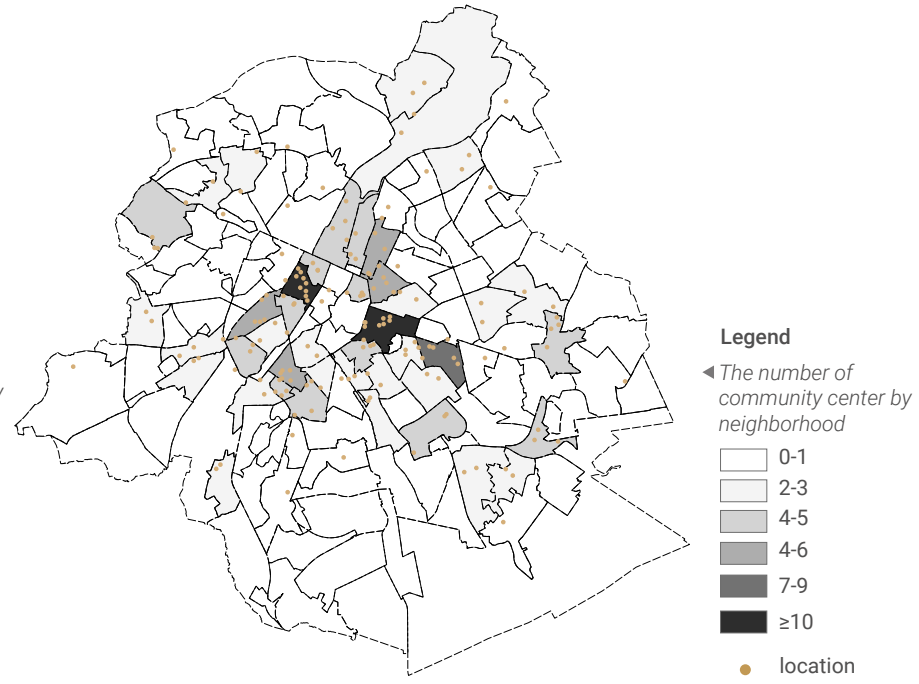 Legend
The number of
community center by
neighborhood
0-1
2-3
4-5
4-6
7-9
≥10
location